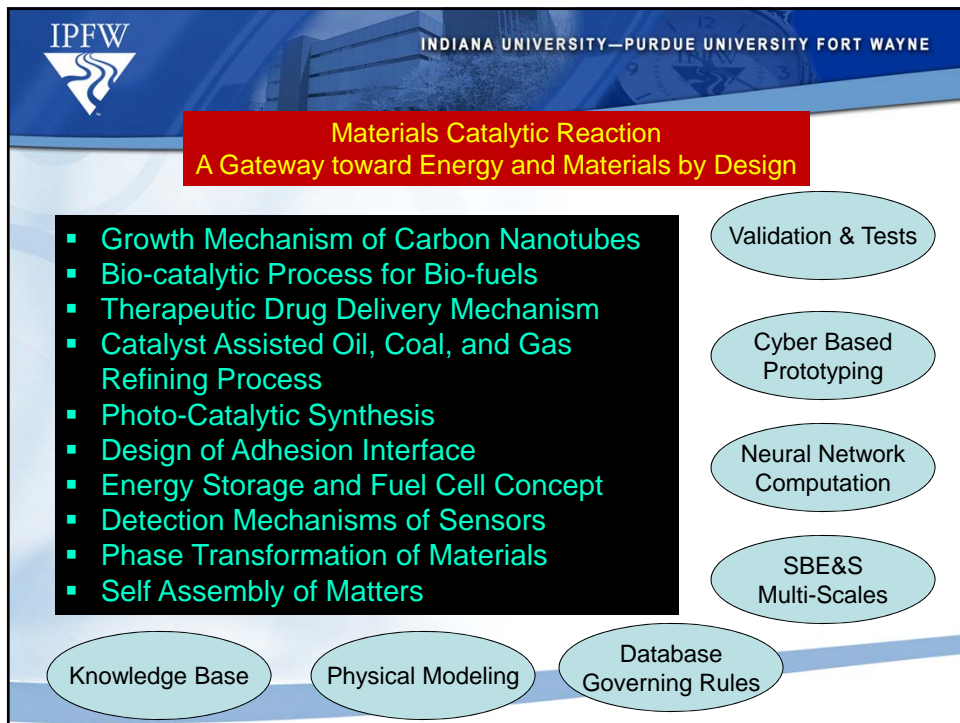 IPFW
INDIANA UNIVERSITY—PURDUE UNIVERSITY FORT WAYNE
Materials Catalytic Reaction
A Gateway toward Energy and Materials by Design
▪ Growth Mechanism of Carbon Nanotubes
▪ Bio-catalytic Process for Bio-fuels
▪ Therapeutic Drug Delivery Mechanism
▪ Catalyst Assisted Oil, Coal, and Gas
Refining Process
▪ Photo-Catalytic Synthesis
▪ Design of Adhesion Interface
▪ Energy Storage and Fuel Cell Concept
▪ Detection Mechanisms of Sensors
▪ Phase Transformation of Materials
▪ Self Assembly of Matters
Validation & Tests
Cyber Based
Prototyping
Neural Network
Computation
SBE&S
Multi-Scales
Knowledge Base
Physical Modeling
Database
Governing Rules